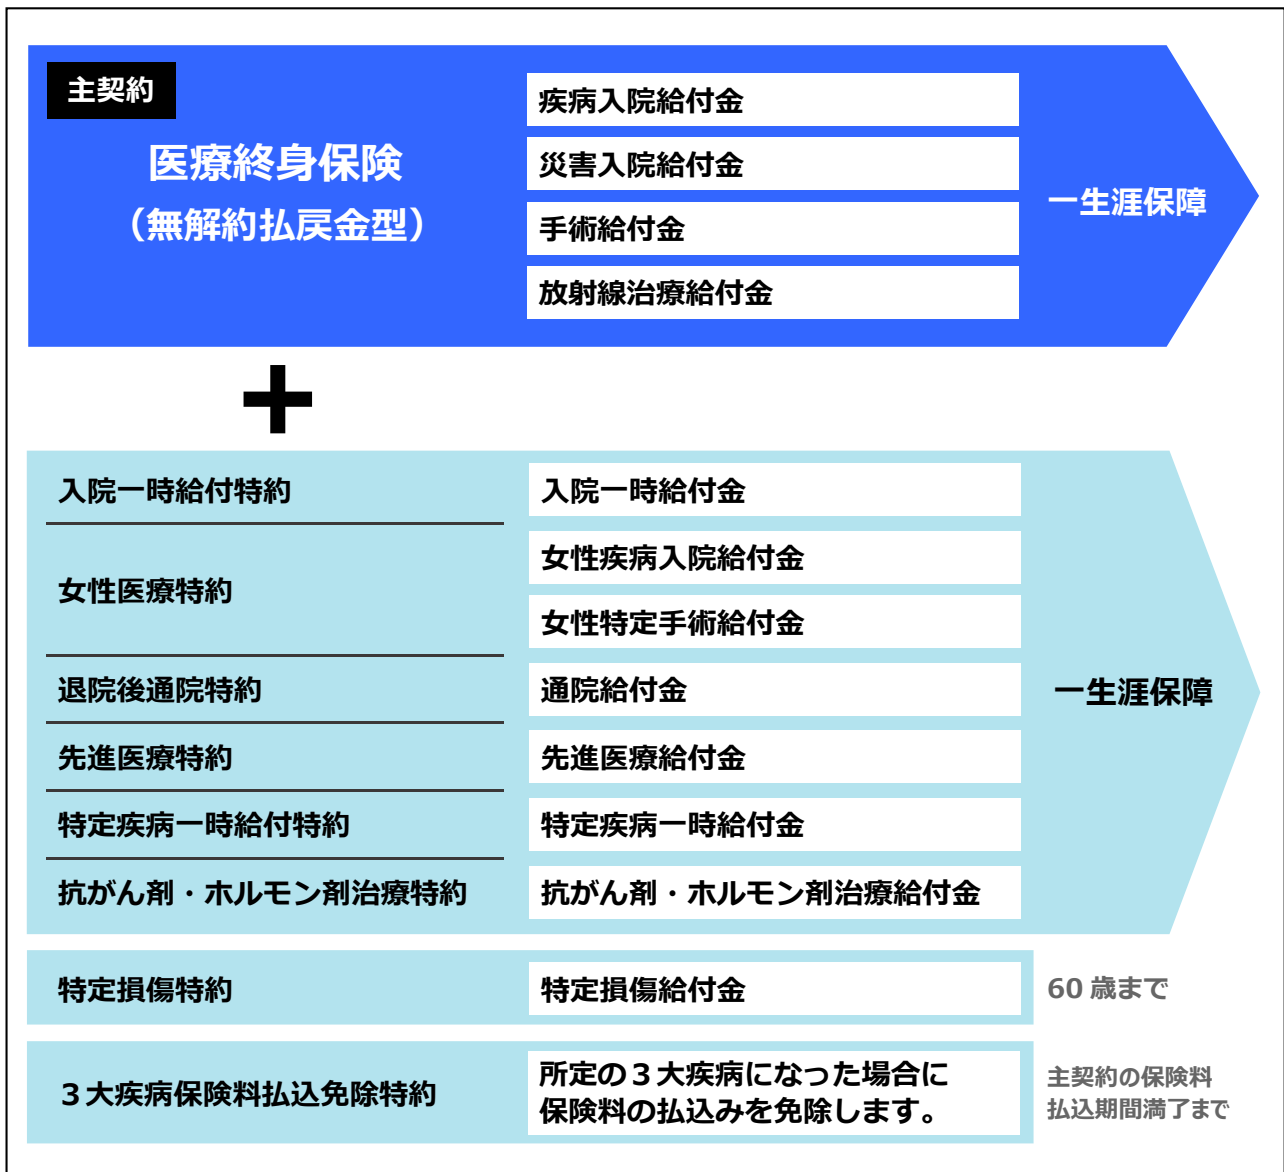 主契約
医療終身保険
（無解約払戻金型）
疾病入院給付金
災害入院給付金
手術給付金
放射線治療給付金
一生涯保障
＋
入院一時給付特約
入院一時給付金
女性医療特約
女性疾病入院給付金
女性特定手術給付金
退院後通院特約
通院給付金
先進医療特約
先進医療給付金
特定疾病一時給付特約
特定疾病一時給付金
抗がん剤・ホルモン剤治療特約
抗がん剤・ホルモン剤治療給付金
一生涯保障
特定損傷特約
特定損傷給付金
60 歳まで
３大疾病保険料払込免除特約
所定の３大疾病になった場合に
保険料の払込みを免除します。
主契約の保険料
払込期間満了まで